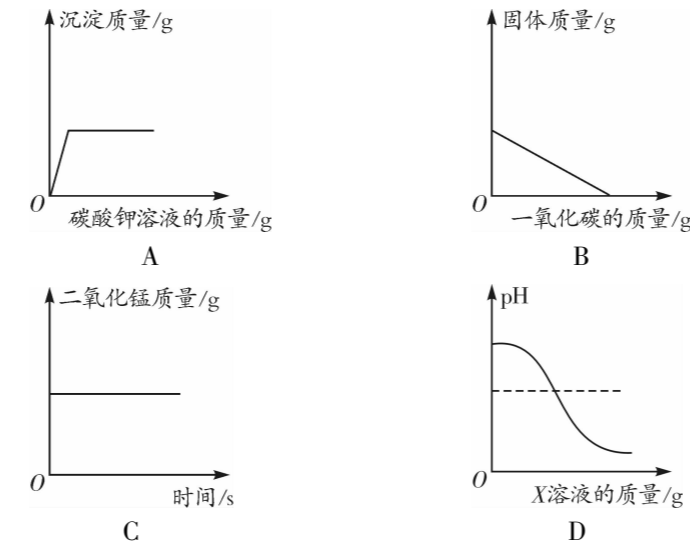 沉淀质量/g
O
碳酸钾溶液的质量/g
A
固体质量/g
O
一氧化碳的质量/g
B
二氧化锰质量/g
O
时间/s
C
pH
O
X溶液的质量/g
D